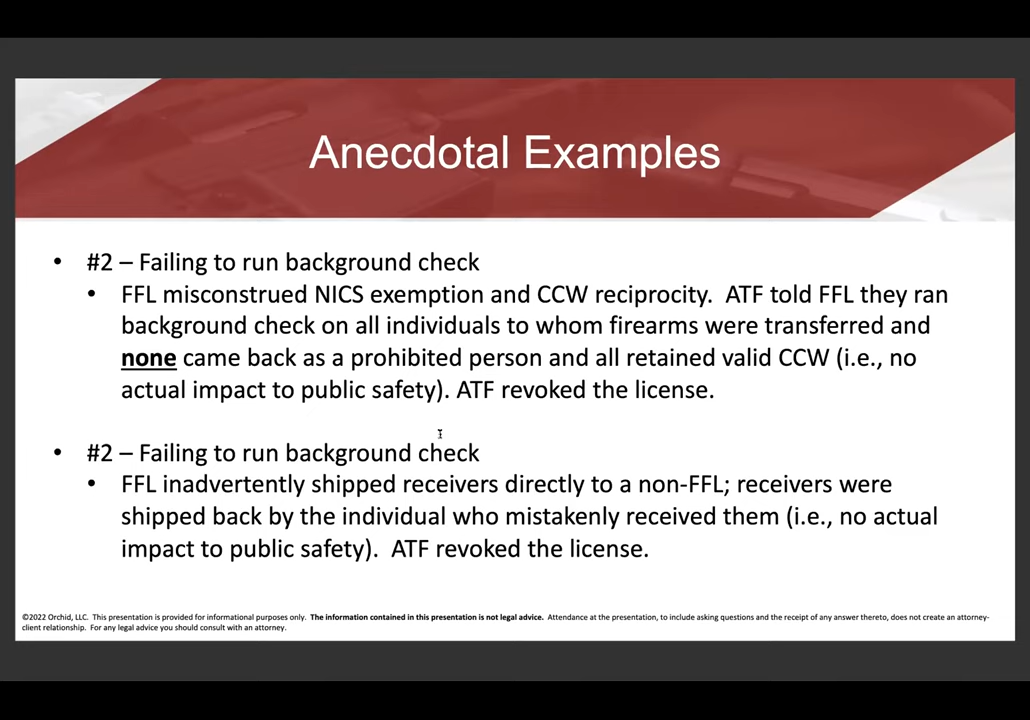 Anecdotal Examples
• #2 – Failing to run background check
• FFL misconstrued NICS exemption and CCW reciprocity.  ATF told FFL they ran
background check on all individuals to whom firearms were transferred and
none came back as a prohibited person and all retained valid CCW (i.e., no
actual impact to public safety). ATF revoked the license.
• #2 – Failing to run background check
• FFL inadvertently shipped receivers directly to a non-FFL; receivers were
shipped back by the individual who mistakenly received them (i.e., no actual
impact to public safety).  ATF revoked the license.
©2022 Orchid, LLC.  This presentation is provided for informational purposes only.  The information contained in this presentation is not legal advice.  Attendance at the presentation, to include asking questions and the receipt of any answer thereto, does not create an attorney-
client relationship.  For any legal advice you should consult with an attorney.